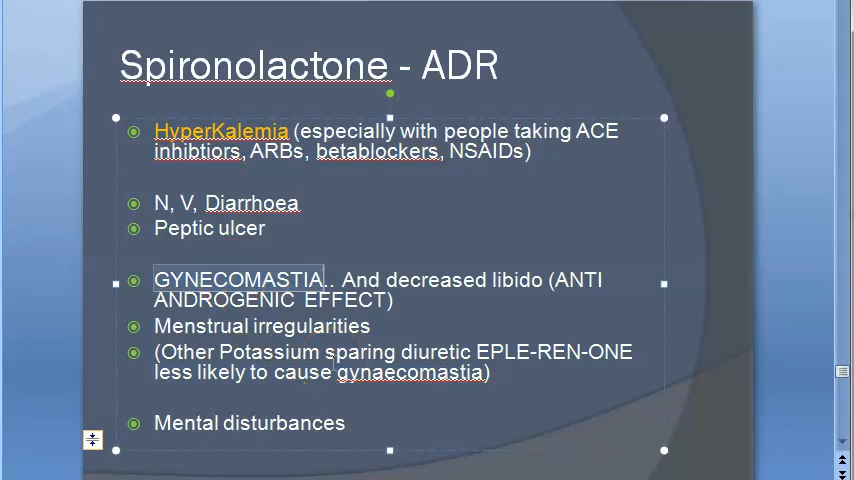 Spironolactone - ADR
HyperKalemia (especially with people taking ACE
inhibtiors, ARBs, betablockers, NSAIDs)
N, V, Diarrhoea
Peptic ulcer
GYNECOMASTIA.. And decreased libido (ANTI
ANDROGENIC EFFECT)
Menstrual irregularities
(Other Potassium sparing diuretic EPLE-REN-ONE
less likely to cause gynaecomastia)
Mental disturbances